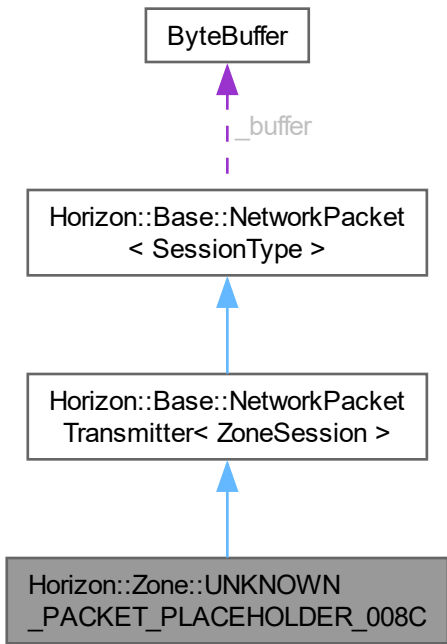 ByteBuffer
_buffer
Horizon::Base::NetworkPacket
< SessionType >
Horizon::Base::NetworkPacket
Transmitter< ZoneSession >
Horizon::Zone::UNKNOWN
_PACKET_PLACEHOLDER_008C